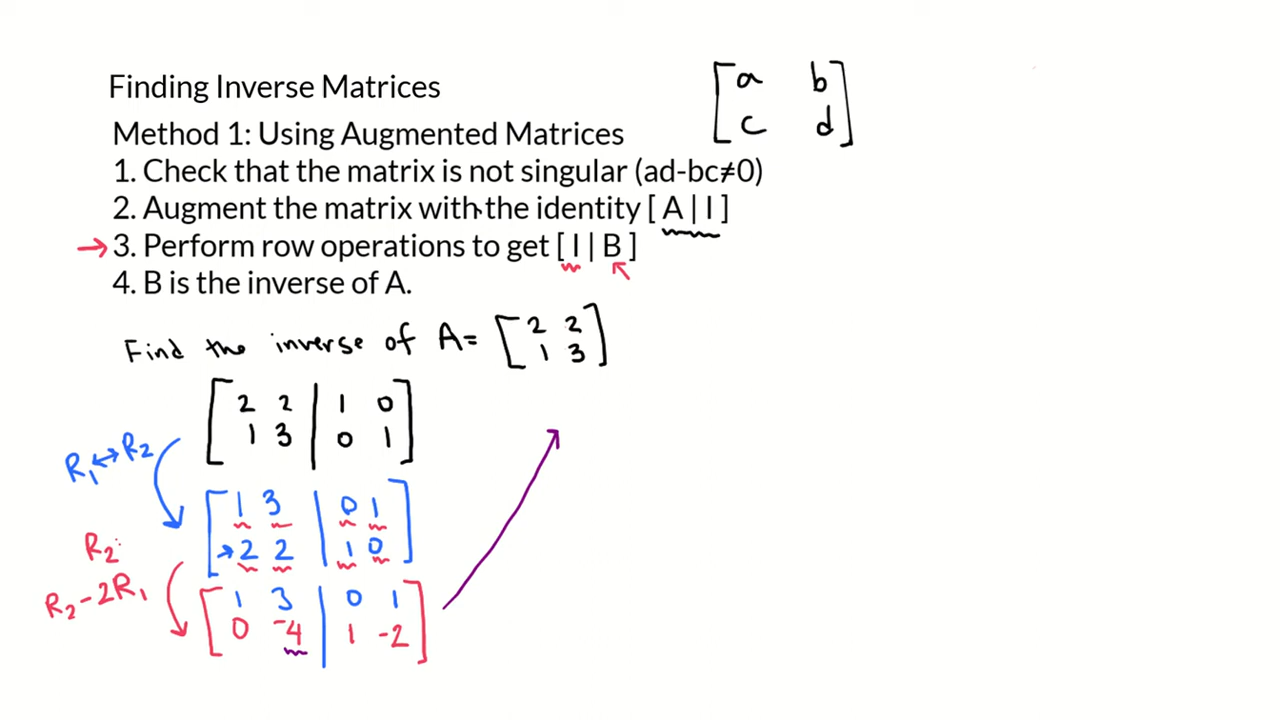 Finding Inverse Matrices
[a b
c d]
Method 1: Using Augmented Matrices
1. Check that the matrix is not singular (ad-bc≠0)
2. Augment the matrix with the identity [ A | I ]
→ 3. Perform row operations to get [ I | B ]
4. B is the inverse of A.
Find the inverse of A= [2 2
1 3]
[2 2 | 1 0
1 3 | 0 1]
R1↔R2
[1 3 | 0 1
→2 2 | 1 0]
R2:
R2-2R1
[1 3 | 0 1
0 -4 | 1 -2]